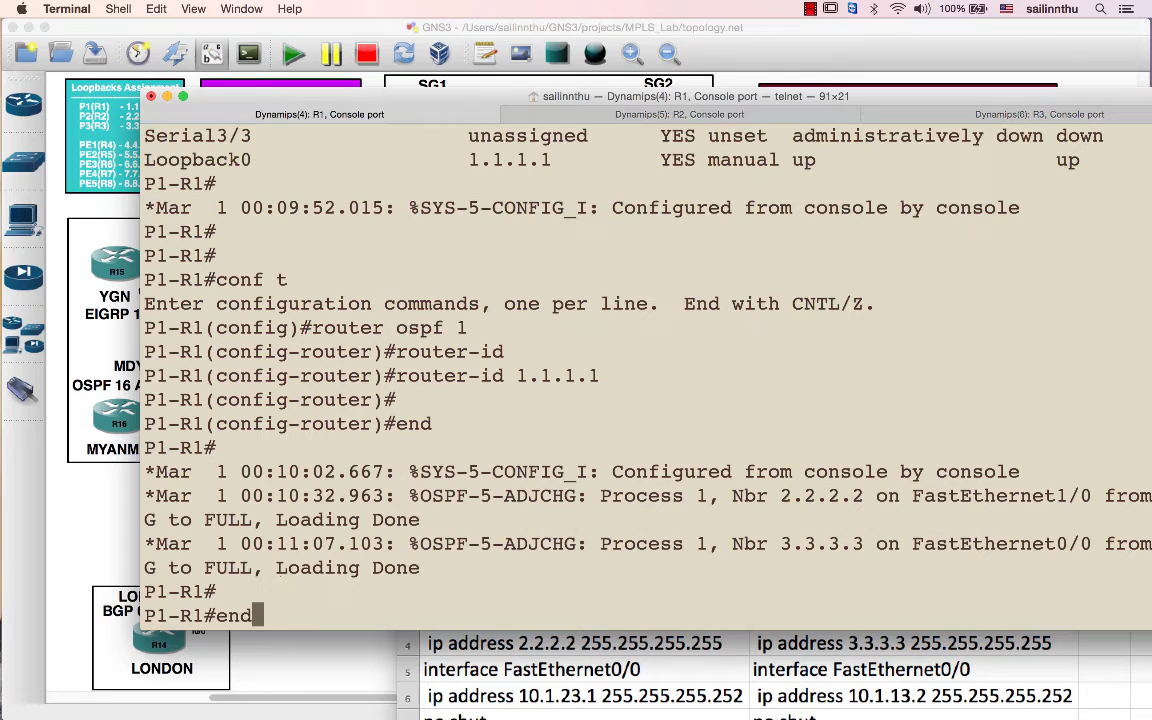 Terminal Shell Edit View Window Help 100% sailinnthu
GNS3 - /Users/sailinnthu/GNS3/projects/MPLS_Lab/topology.net
Loopbacks
P1(R1) - 1.1
P2(R2) - 2.2
P3(R3) - 3.3
PE1(R4) - 4.4.
PE2(R5) - 5.5.
PE3(R6) - 6.6.
PE4(R7) - 7.7.
PE5(R8) - 8.8.
SG1 SG2
sailinnthu — Dynamips(4): R1, Console port — telnet — 91×21
Dynamips(4): R1, Console port Dynamips(5): R2, Console port Dynamips(6): R3, Console port
Serial3/3 unassigned YES unset administratively down down
Loopback0 1.1.1.1 YES manual up up
P1-R1#
*Mar 1 00:09:52.015: %SYS-5-CONFIG_I: Configured from console by console
P1-R1#
P1-R1#
P1-R1#conf t
Enter configuration commands, one per line. End with CNTL/Z.
P1-R1(config)#router ospf 1
P1-R1(config-router)#router-id
P1-R1(config-router)#router-id 1.1.1.1
P1-R1(config-router)#
P1-R1(config-router)#end
P1-R1#
*Mar 1 00:10:02.667: %SYS-5-CONFIG_I: Configured from console by console
*Mar 1 00:10:32.963: %OSPF-5-ADJCHG: Process 1, Nbr 2.2.2.2 on FastEthernet1/0 from
G to FULL, Loading Done
*Mar 1 00:11:07.103: %OSPF-5-ADJCHG: Process 1, Nbr 3.3.3.3 on FastEthernet0/0 from
G to FULL, Loading Done
P1-R1#
P1-R1#end
R15
YGN
EIGRP 1
MDY
OSPF 16 A
R16
MYANM
LO
BGP
R14
LONDON
4 ip address 2.2.2.2 255.255.255.255 ip address 3.3.3.3 255.255.255.255
5 interface FastEthernet0/0 interface FastEthernet0/0
6 ip address 10.1.23.1 255.255.255.252 ip address 10.1.13.2 255.255.255.252
no shut no shut